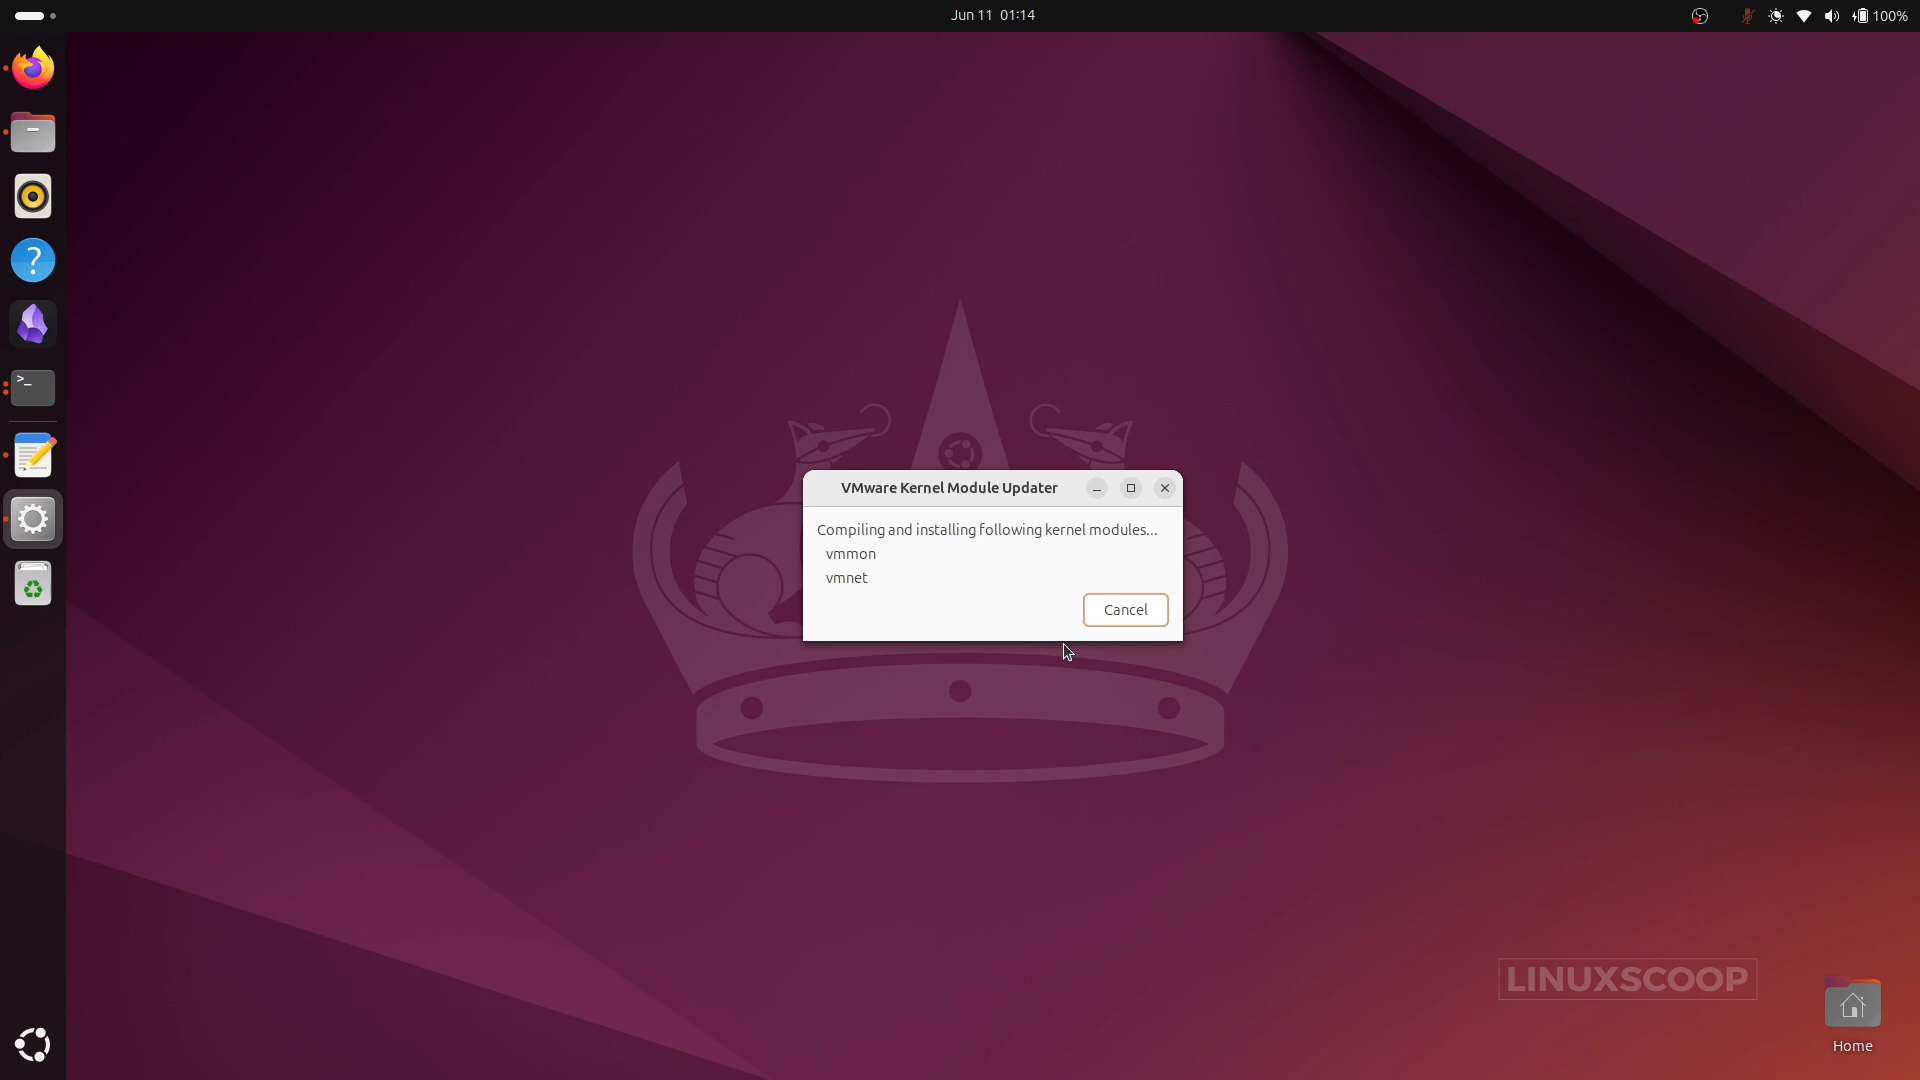 Jun 11 01:14
100%
VMware Kernel Module Updater
Compiling and installing following kernel modules...
vmmon
vmnet
Cancel
LINUXSCOOP
Home